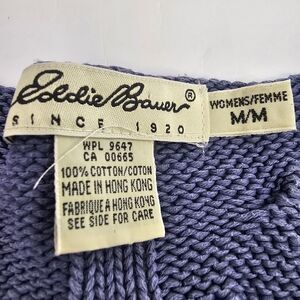 Eddie Bauer®
SINCE 1920
WOMENS/FEMME
M/M
WPL 9647
CA 00665
100% COTTON/COTON
MADE IN HONG KONG
FABRIQUÉ A HONG KONG
SEE SIDE FOR CARE